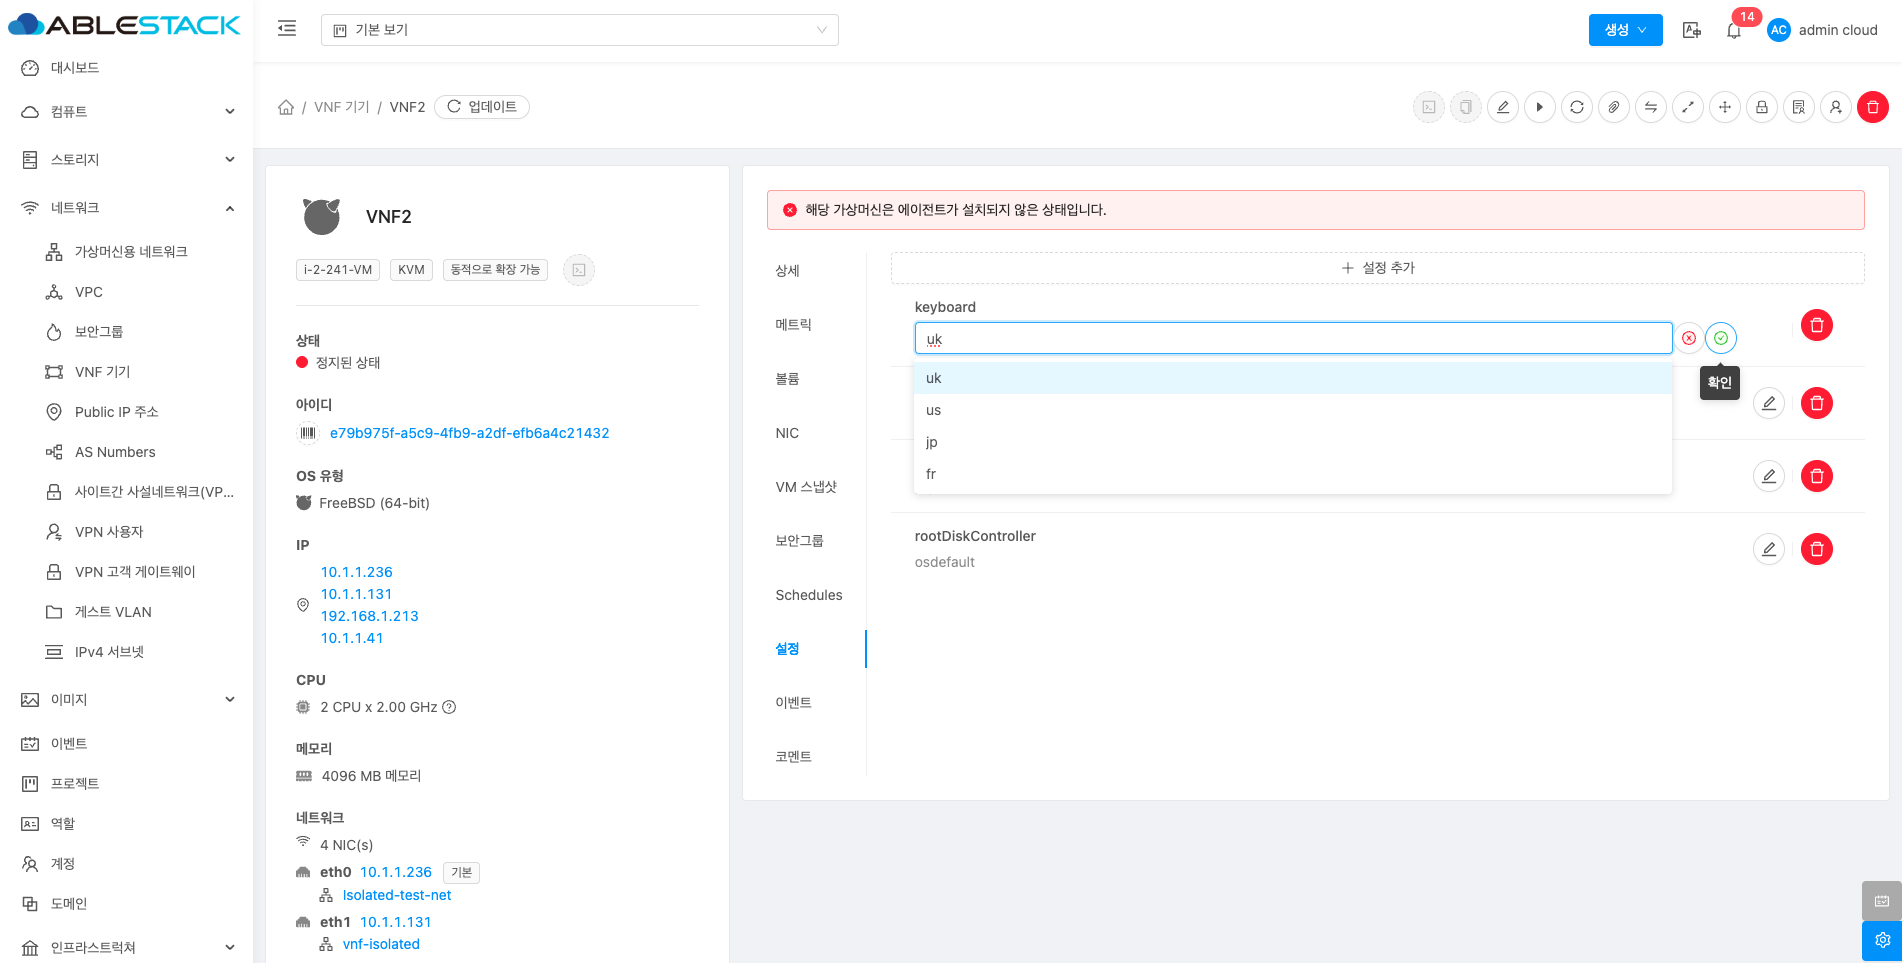 ABLESTACK
기본 보기
생성
14
AC
admin cloud
대시보드
컴퓨트
스토리지
네트워크
가상머신용 네트워크
VPC
보안그룹
VNF 기기
Public IP 주소
AS Numbers
사이트간 사설네트워크(VP...
VPN 사용자
VPN 고객 게이트웨이
게스트 VLAN
IPv4 서브넷
이미지
이벤트
프로젝트
역할
계정
도메인
인프라스트럭쳐
/ VNF 기기 / VNF2
업데이트
VNF2
i-2-241-VM
KVM
동적으로 확장 가능
상태
정지된 상태
아이디
e79b975f-a5c9-4fb9-a2df-efb6a4c21432
OS 유형
FreeBSD (64-bit)
IP
10.1.1.236
10.1.1.131
192.168.1.213
10.1.1.41
CPU
2 CPU x 2.00 GHz
메모리
4096 MB 메모리
네트워크
4 NIC(s)
eth0 10.1.1.236 기본
Isolated-test-net
eth1 10.1.1.131
vnf-isolated
해당 가상머신은 에이전트가 설치되지 않은 상태입니다.
상세
메트릭
볼륨
NIC
VM 스냅샷
보안그룹
Schedules
설정
이벤트
코멘트
설정 추가
keyboard
uk
uk
us
jp
fr
확인
rootDiskController
osdefault